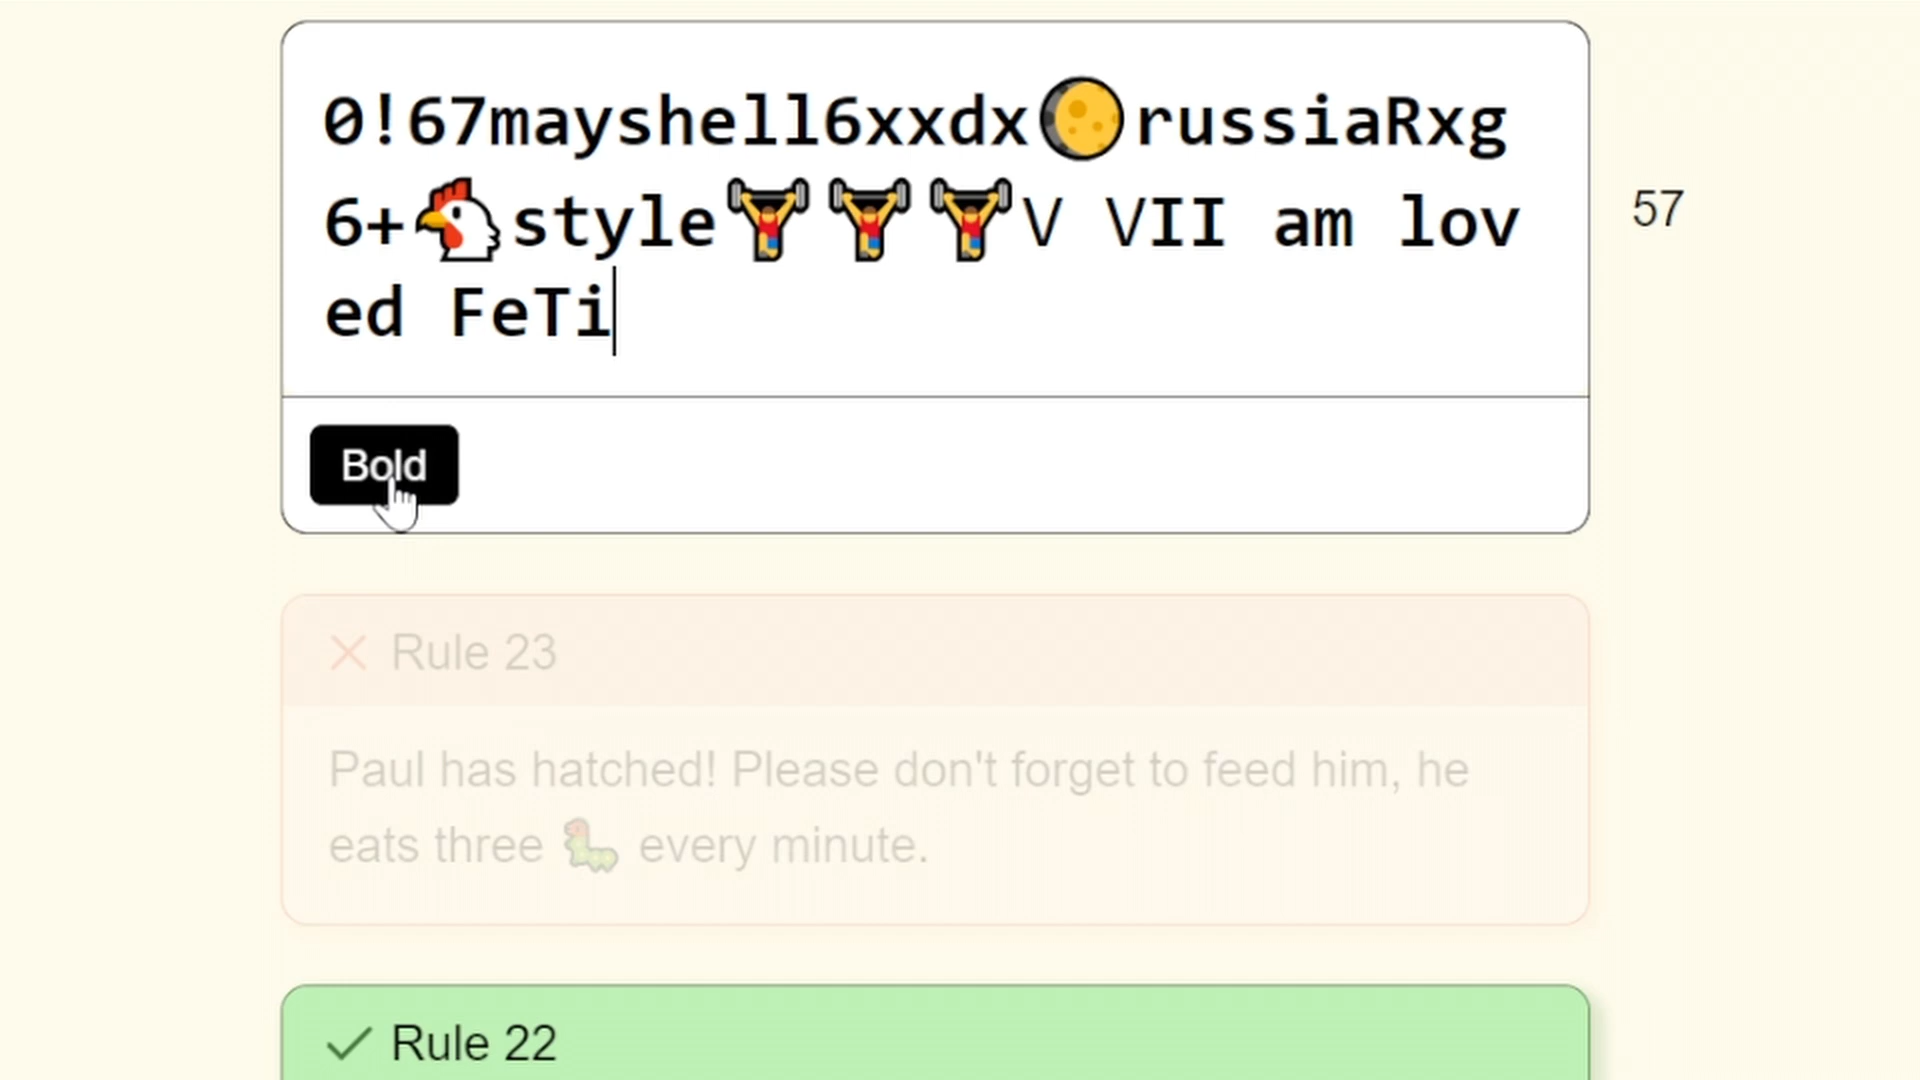 0!67mayshell6xxdx🌖russiaRxg
6+🐔style🏋️🏋️🏋️V VII am lov
ed FeTi
57
Bold
Rule 23
Paul has hatched! Please don't forget to feed him, he
eats three 🐛 every minute.
Rule 22